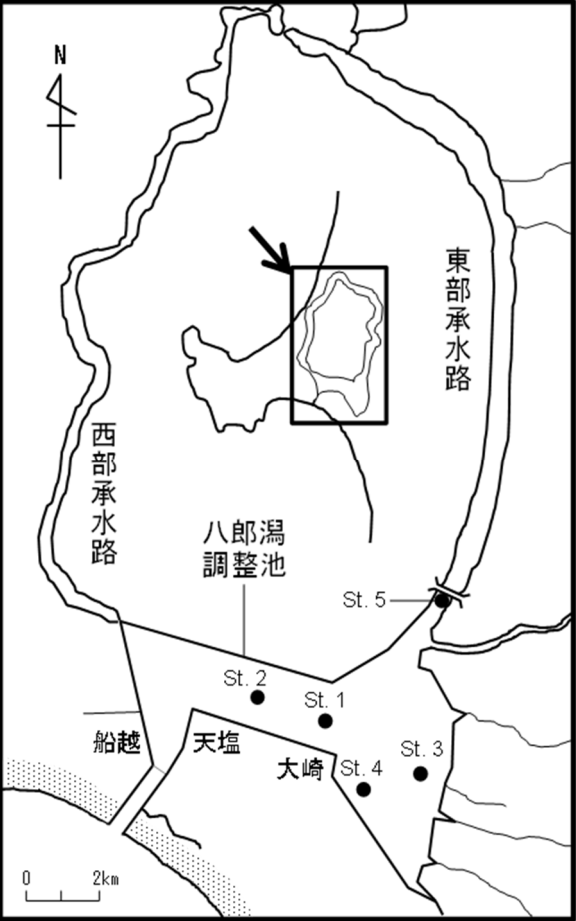 N
東部承水路
西部承水路
八郎潟
調整池
St. 5
St. 2
St. 1
船越
天塩
大崎
St. 3
St. 4
0
2km